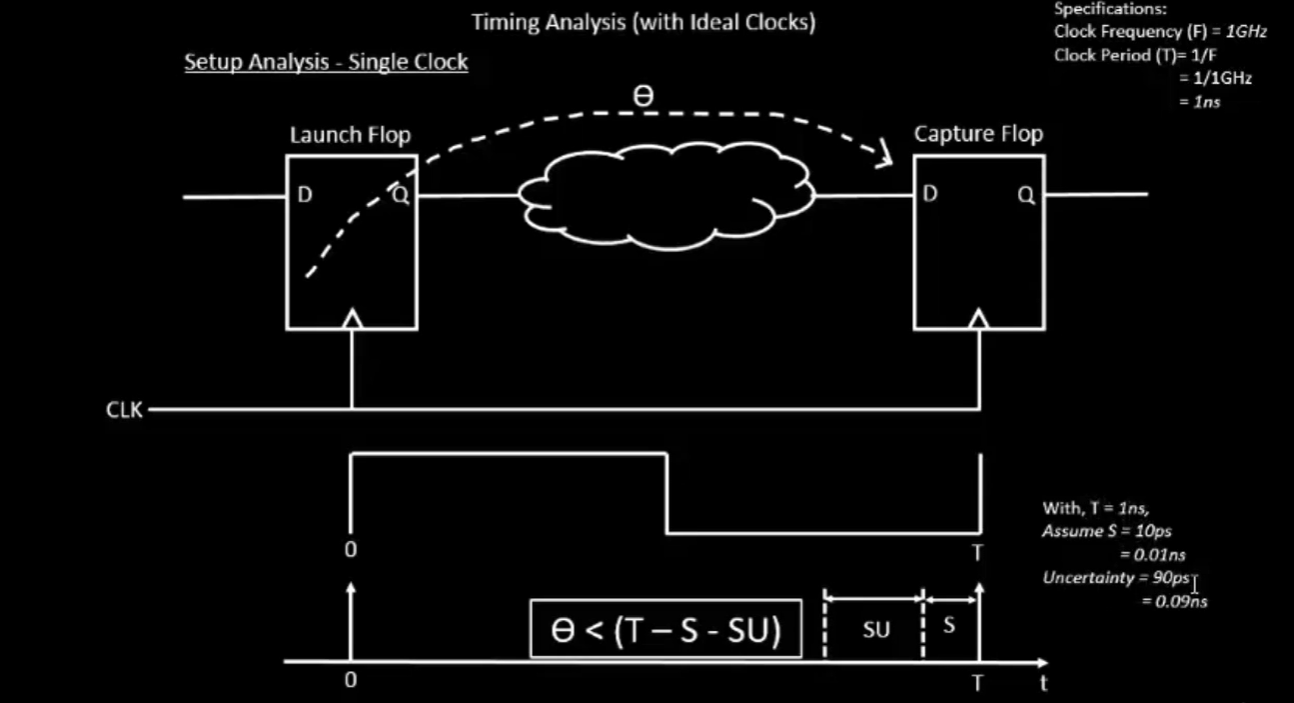 Timing Analysis (with Ideal Clocks)
Specifications:
Clock Frequency (F) = 1GHz
Clock Period (T)= 1/F
= 1/1GHz
= 1ns
Setup Analysis - Single Clock
Θ
Launch Flop
Capture Flop
D
Q
D
Q
CLK
0
T
With, T = 1ns,
Assume S = 10ps
= 0.01ns
Uncertainty = 90ps
= 0.09ns
Θ < (T – S - SU)
SU
S
0
T
t